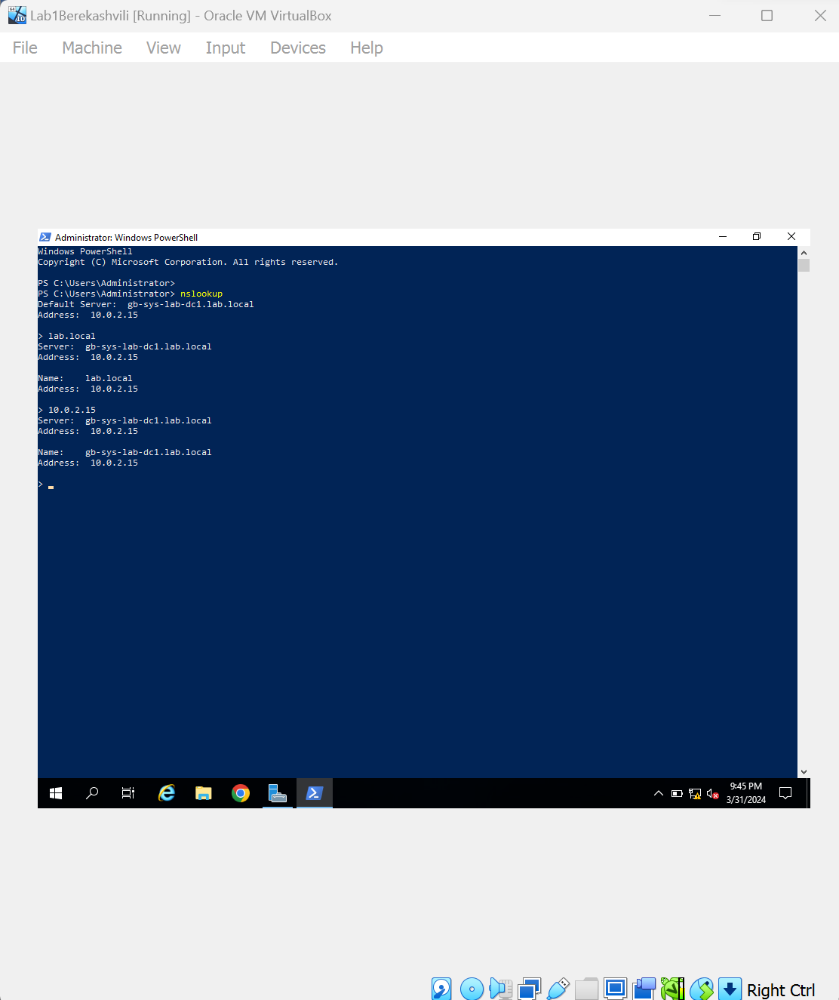 Lab1Berekashvili [Running] - Oracle VM VirtualBox
File Machine View Input Devices Help
Administrator: Windows PowerShell
Windows PowerShell
Copyright (C) Microsoft Corporation. All rights reserved.
PS C:\Users\Administrator>
PS C:\Users\Administrator> nslookup
Default Server:  gb-sys-lab-dc1.lab.local
Address:  10.0.2.15
> lab.local
Server:  gb-sys-lab-dc1.lab.local
Address:  10.0.2.15
Name:    lab.local
Address:  10.0.2.15
> 10.0.2.15
Server:  gb-sys-lab-dc1.lab.local
Address:  10.0.2.15
Name:    gb-sys-lab-dc1.lab.local
Address:  10.0.2.15
>
9:45 PM
3/31/2024
Right Ctrl